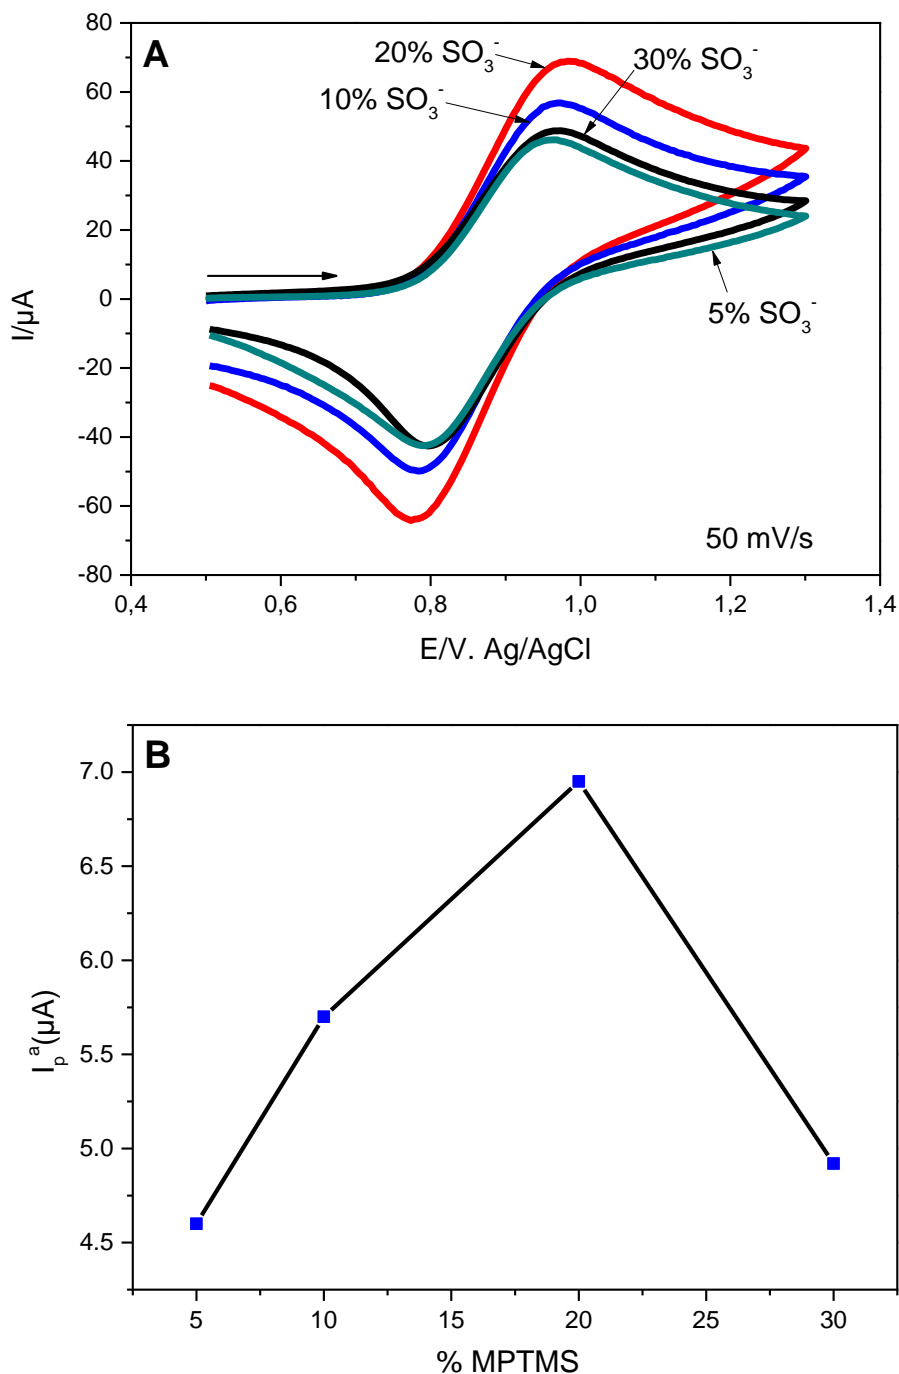 A
20% SO₃⁻
30% SO₃⁻
10% SO₃⁻
5% SO₃⁻
50 mV/s
80
60
40
20
0
-20
-40
-60
-80
I/µA
0,4
0,6
0,8
1,0
1,2
1,4
E/V. Ag/AgCl
B
7.0
6.5
6.0
5.5
5.0
4.5
Iₚᵃ(µA)
5
10
15
20
25
30
% MPTMS